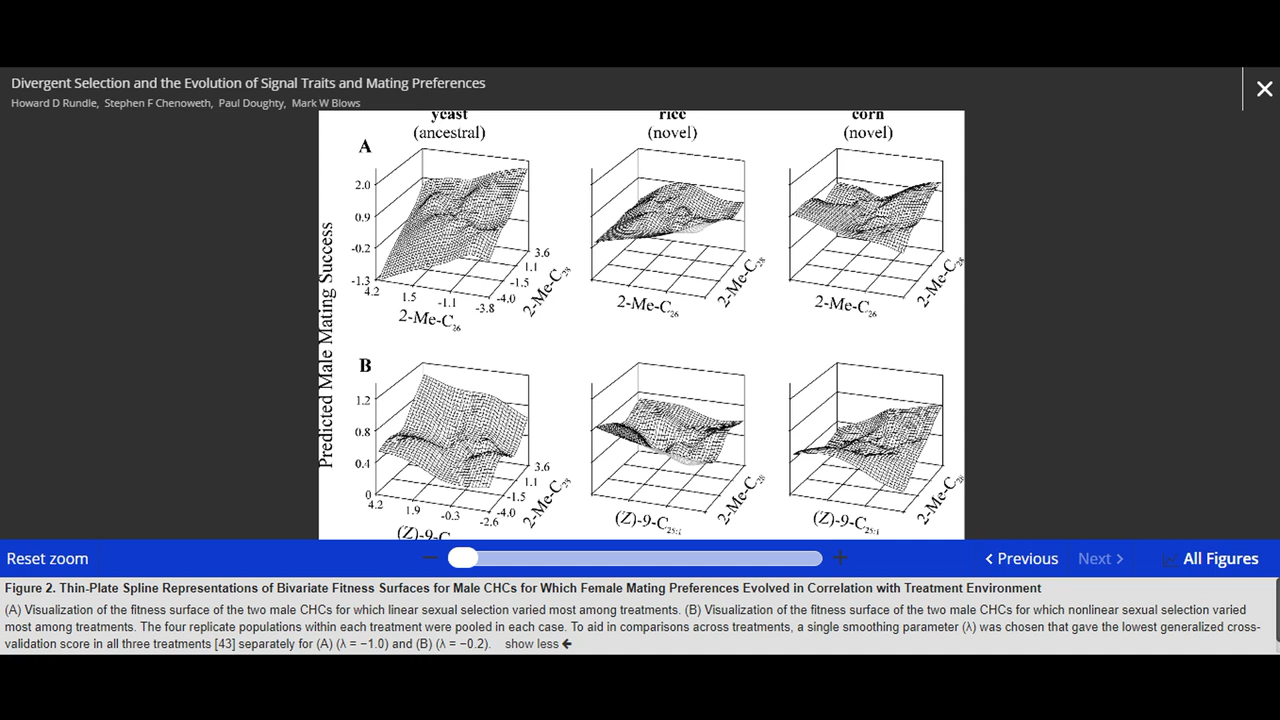 Divergent Selection and the Evolution of Signal Traits and Mating Preferences
Howard D Rundle, Stephen F Chenoweth, Paul Doughty, Mark W Blows
yeast rice corn
(ancestral) (novel) (novel)
A
2.0
0.9
-0.2
-1.3
4.2 1.5 -1.1 -3.8
3.6
1.1
-1.5
-4.0
2-Me-C26
2-Me-C28
2-Me-C26
2-Me-C28
2-Me-C26
2-Me-C28
Predicted Male Mating Success
B
1.2
0.8
0.4
0
4.2 1.9 -0.3 -2.6
3.6
1.1
-1.5
-4.0
(Z)-9-C
2-Me-C28
(Z)-9-C25:1
2-Me-C28
(Z)-9-C25:1
2-Me-C28
Reset zoom − + < Previous Next > All Figures
Figure 2. Thin-Plate Spline Representations of Bivariate Fitness Surfaces for Male CHCs for Which Female Mating Preferences Evolved in Correlation with Treatment Environment
(A) Visualization of the fitness surface of the two male CHCs for which linear sexual selection varied most among treatments. (B) Visualization of the fitness surface of the two male CHCs for which nonlinear sexual selection varied
most among treatments. The four replicate populations within each treatment were pooled in each case. To aid in comparisons across treatments, a single smoothing parameter (λ) was chosen that gave the lowest generalized cross-
validation score in all three treatments [43] separately for (A) (λ = −1.0) and (B) (λ = −0.2). show less